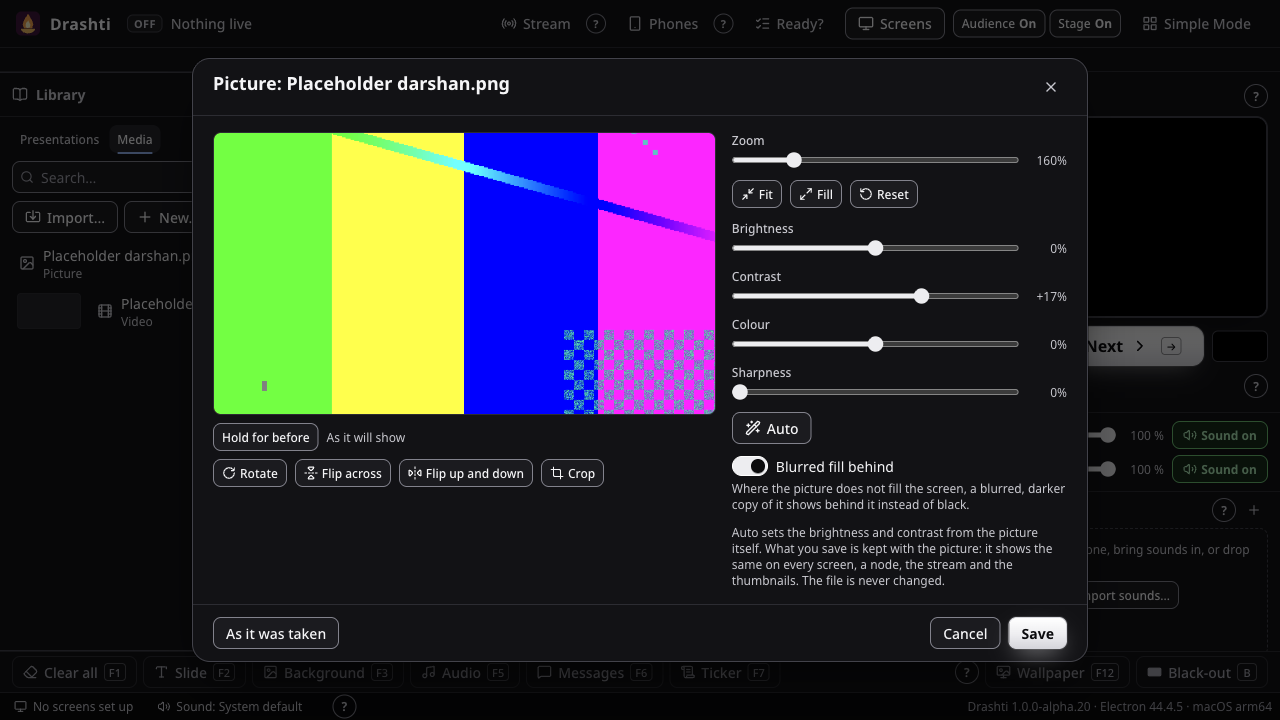 Drashti
OFF
Nothing live
Stream
?
Phones
?
Ready?
Screens
Audience On
Stage On
Simple Mode
Library
?
Presentations
Media
Search...
Import...
New.
Placeholder darshan.p
Picture
Placeholde
Video
Picture: Placeholder darshan.png
Zoom
160%
Fit
Fill
Reset
Brightness
0%
Contrast
+17%
Colour
0%
Sharpness
0%
Auto
Blurred fill behind
Where the picture does not fill the screen, a blurred, darker
copy of it shows behind it instead of black.
Auto sets the brightness and contrast from the picture
itself. What you save is kept with the picture: it shows the
same on every screen, a node, the stream and the
thumbnails. The file is never changed.
Hold for before
As it will show
Rotate
Flip across
Flip up and down
Crop
As it was taken
Cancel
Save
Next
?
100 %
Sound on
100 %
Sound on
?
one, bring sounds in, or drop
port sounds...
Clear all F1
Slide F2
Background F3
Audio F5
Messages F6
Ticker F7
?
Wallpaper F12
Black-out B
No screens set up
Sound: System default
?
Drashti 1.0.0-alpha.20 · Electron 44.4.5 · macOS arm64